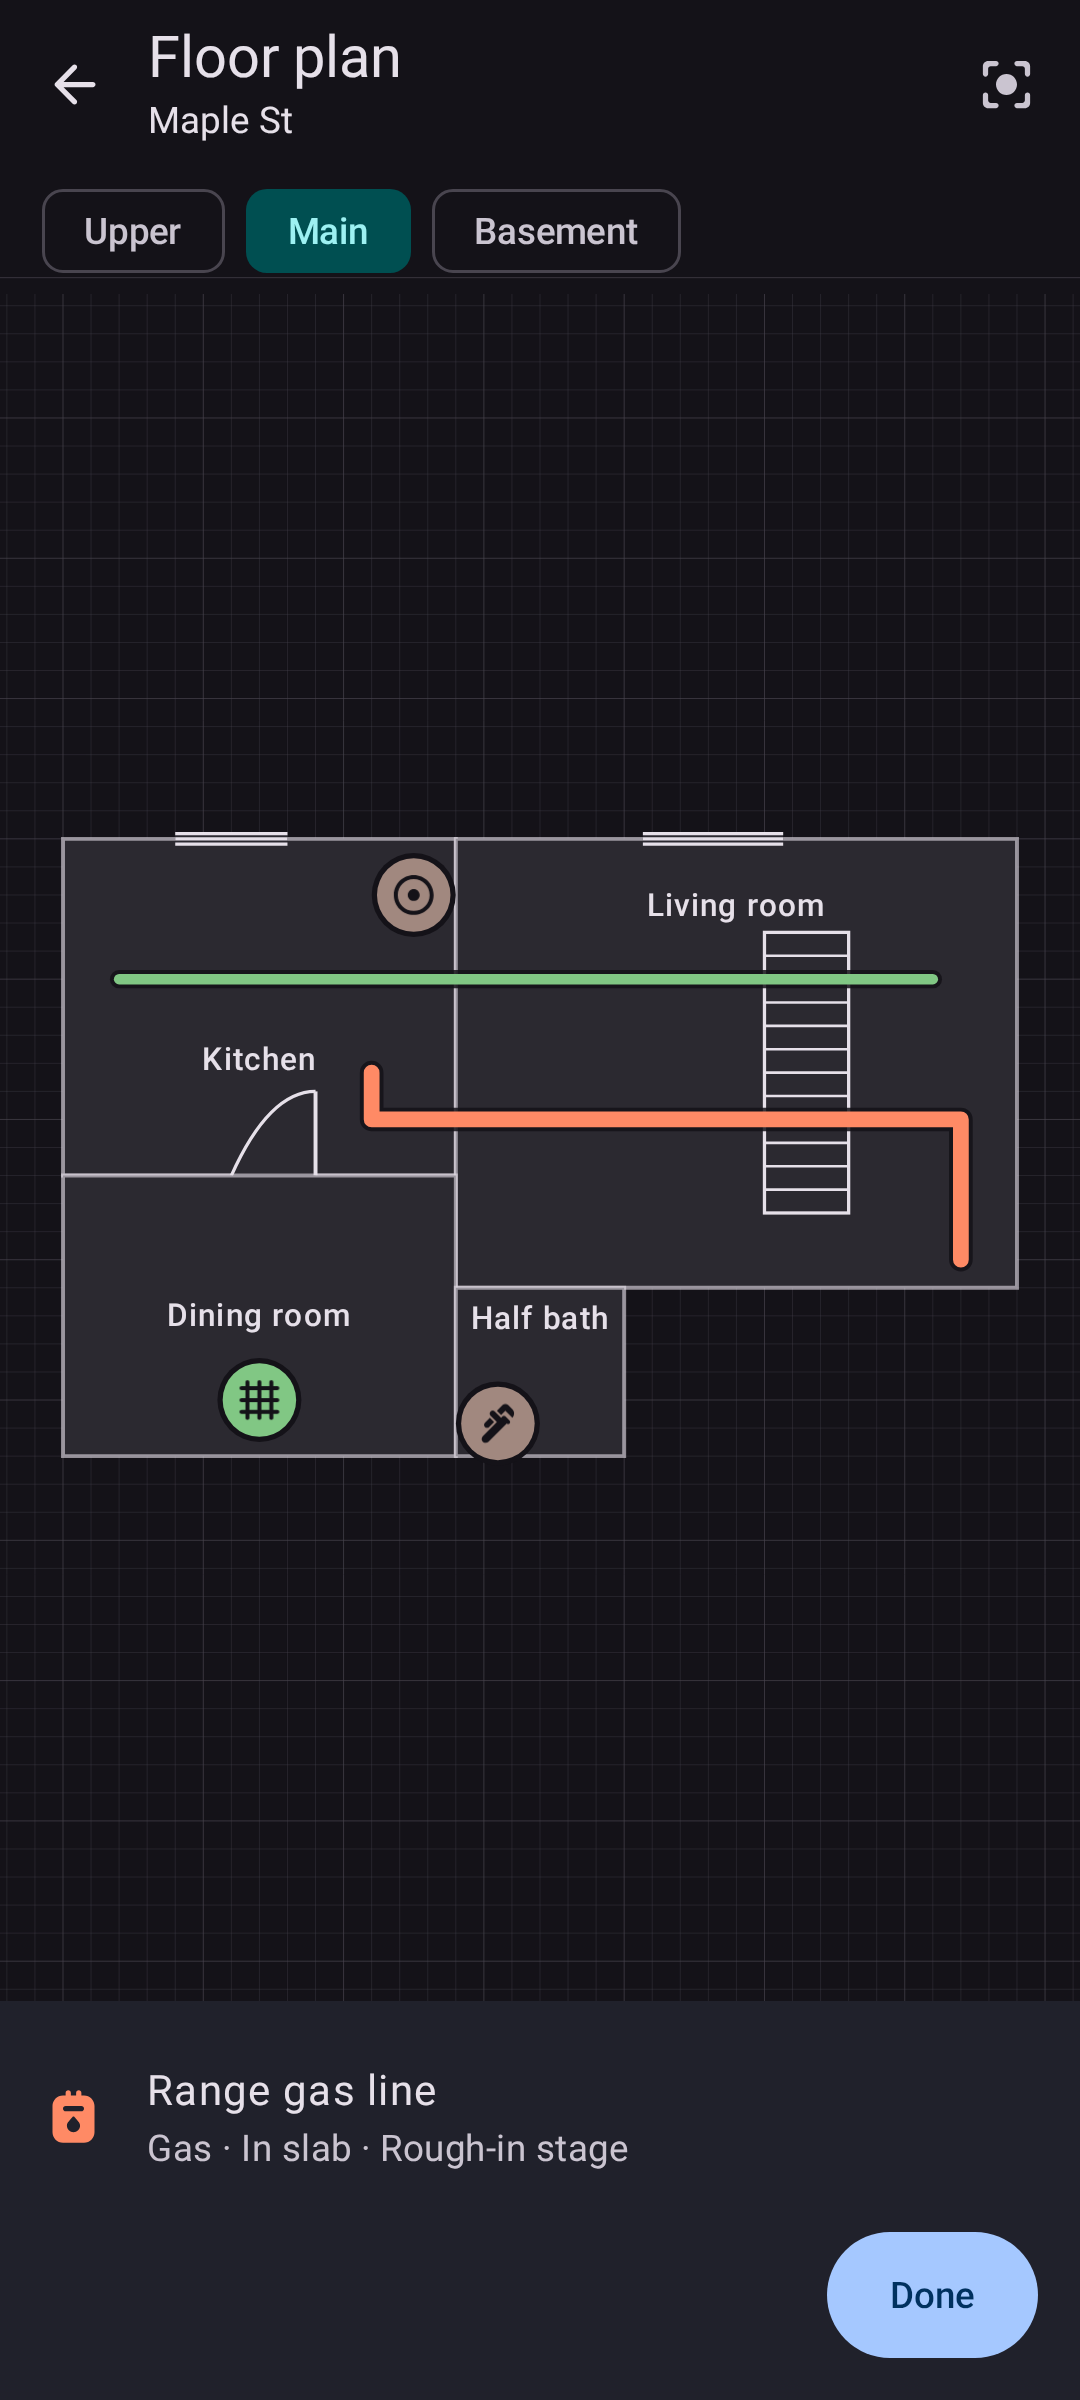 Floor plan
Maple St
Upper
Main
Basement
Living room
Kitchen
Dining room
Half bath
Range gas line
Gas · In slab · Rough-in stage
Done